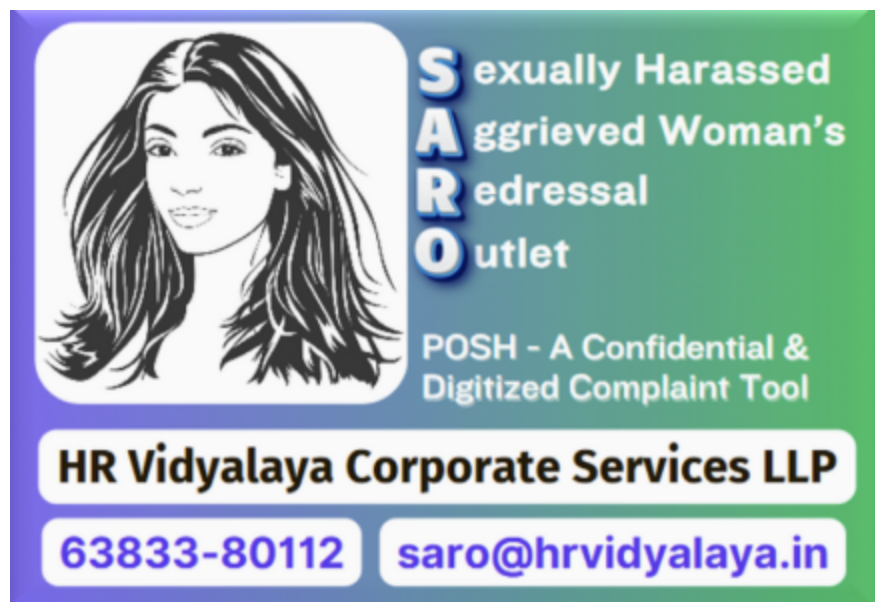 Sexually Harassed
Aggrieved Woman's
Redressal
Outlet
POSH - A Confidential &
Digitized Complaint Tool
HR Vidyalaya Corporate Services LLP
63833-80112
saro@hrvidyalaya.in